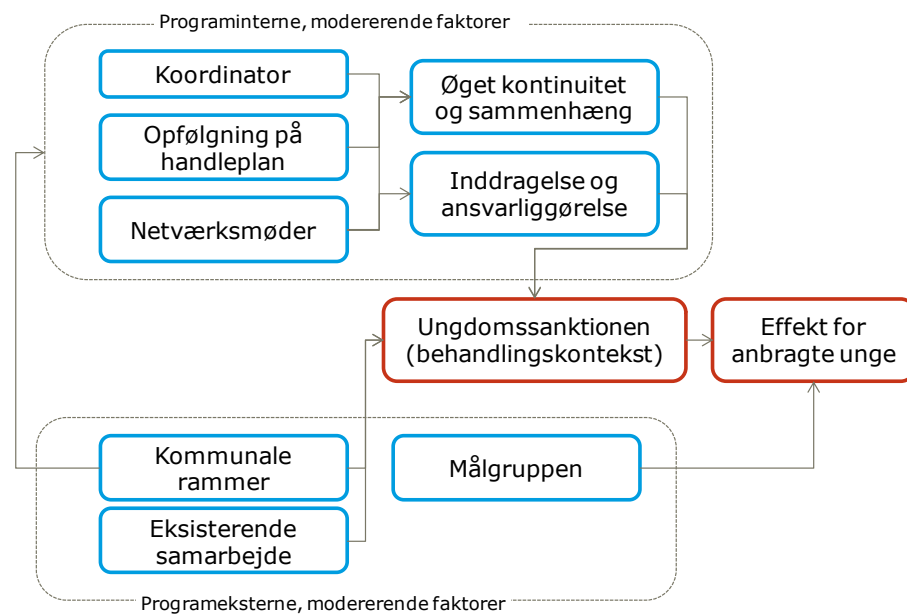 Programinterne, modererende faktorer
Koordinator
Opfølgning på
handleplan
Netværksmøder
Øget kontinuitet
og sammenhæng
Inddragelse og
ansvarliggørelse
Ungdomssanktionen
(behandlingskontekst)
Effekt for
anbragte unge
Kommunale
rammer
Eksisterende
samarbejde
Målgruppen
Programeksterne, modererende faktorer